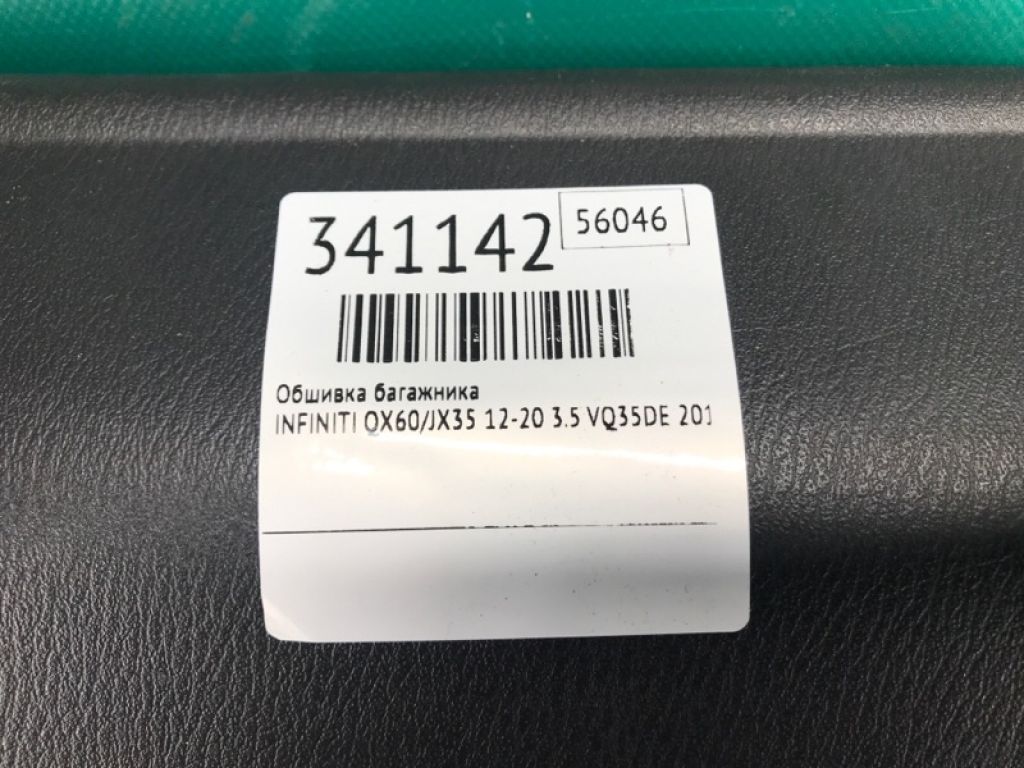 341142
56046
Обшивка багажника
INFINITI QX60/JX35 12-20 3.5 VQ35DE 201